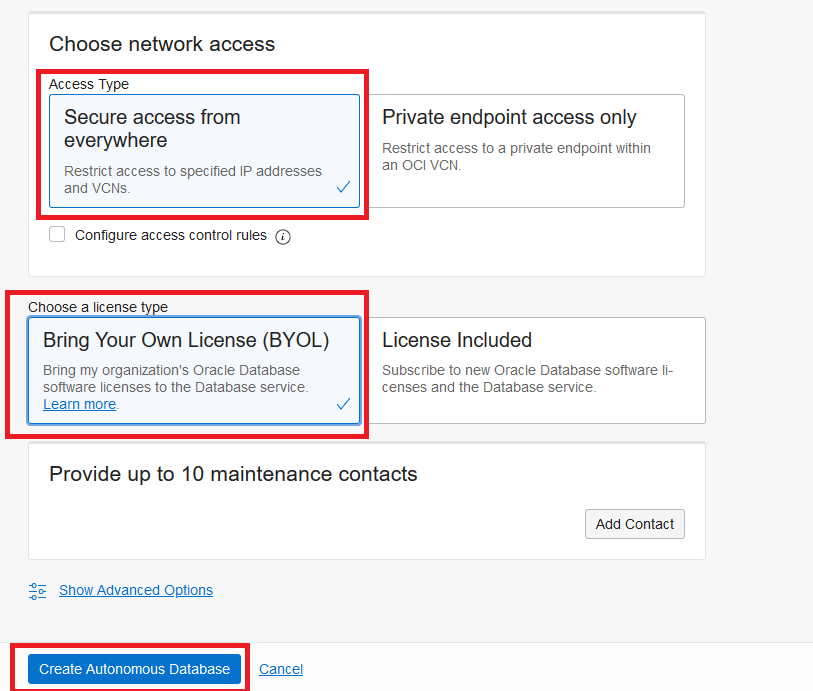 Choose network access
Access Type
Secure access from
everywhere
Restrict access to specified IP addresses
and VCNs.
Private endpoint access only
Restrict access to a private endpoint within
an OCI VCN.
Configure access control rules
Choose a license type
Bring Your Own License (BYOL)
Bring my organization's Oracle Database
software licenses to the Database service.
Learn more.
License Included
Subscribe to new Oracle Database software li-
censes and the Database service.
Provide up to 10 maintenance contacts
Add Contact
Show Advanced Options
Create Autonomous Database
Cancel